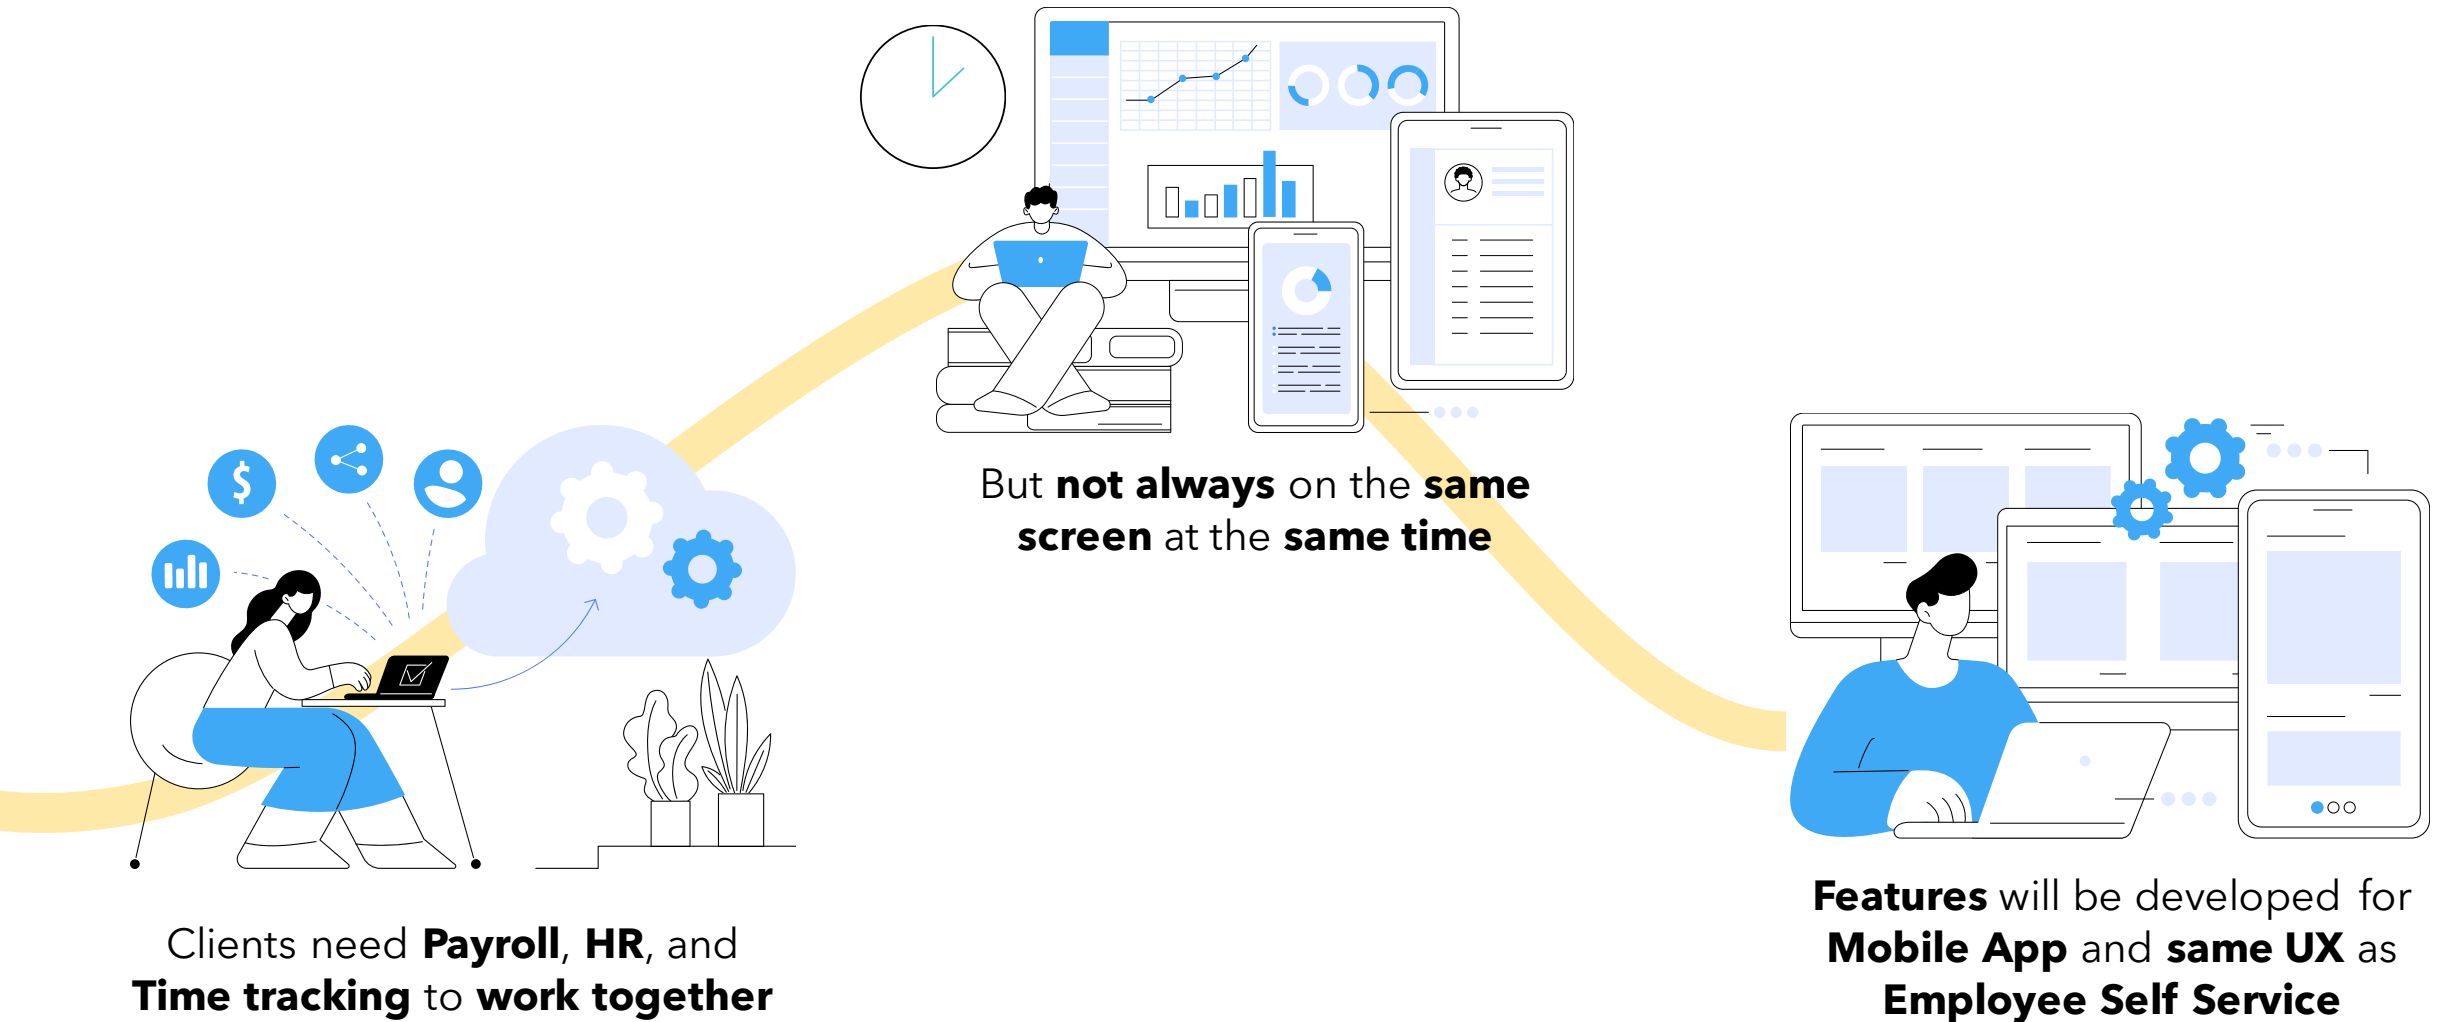 But not always on the same
screen at the same time
Clients need Payroll, HR, and
Time tracking to work together
Features will be developed for
Mobile App and same UX as
Employee Self Service